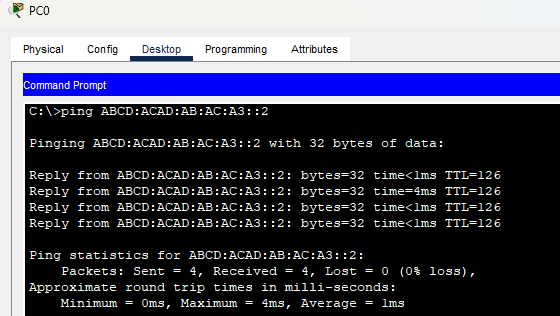 PC0
Physical Config Desktop Programming Attributes
Command Prompt
C:\>ping ABCD:ACAD:AB:AC:A3::2
Pinging ABCD:ACAD:AB:AC:A3::2 with 32 bytes of data:
Reply from ABCD:ACAD:AB:AC:A3::2: bytes=32 time<1ms TTL=126
Reply from ABCD:ACAD:AB:AC:A3::2: bytes=32 time=4ms TTL=126
Reply from ABCD:ACAD:AB:AC:A3::2: bytes=32 time<1ms TTL=126
Reply from ABCD:ACAD:AB:AC:A3::2: bytes=32 time<1ms TTL=126
Ping statistics for ABCD:ACAD:AB:AC:A3::2:
Packets: Sent = 4, Received = 4, Lost = 0 (0% loss),
Approximate round trip times in milli-seconds:
Minimum = 0ms, Maximum = 4ms, Average = 1ms